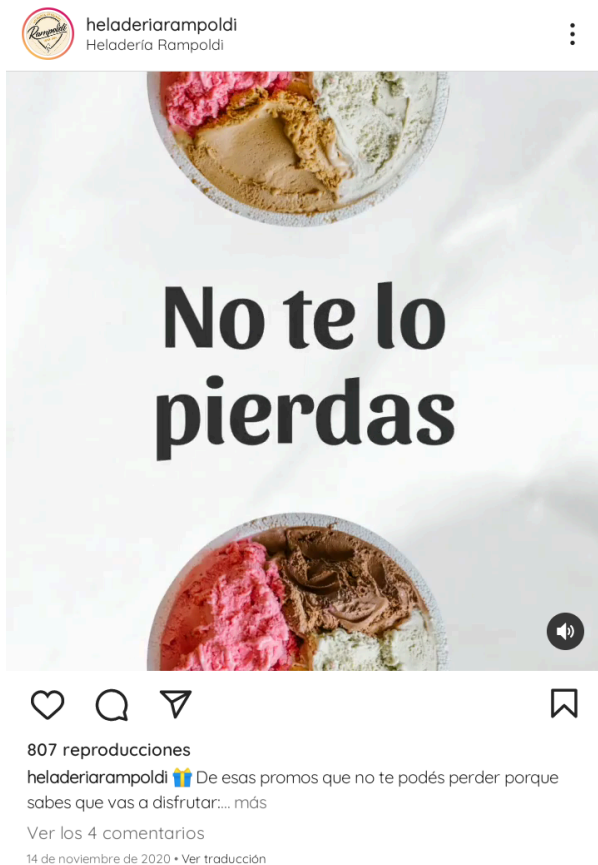 Rampoldi
heladeriarampoldi
Heladería Rampoldi
No te lo
pierdas
807 reproducciones
heladeriarampoldi 🎁 De esas promos que no te podés perder porque
sabes que vas a disfrutar:... más
Ver los 4 comentarios
14 de noviembre de 2020 • Ver traducción